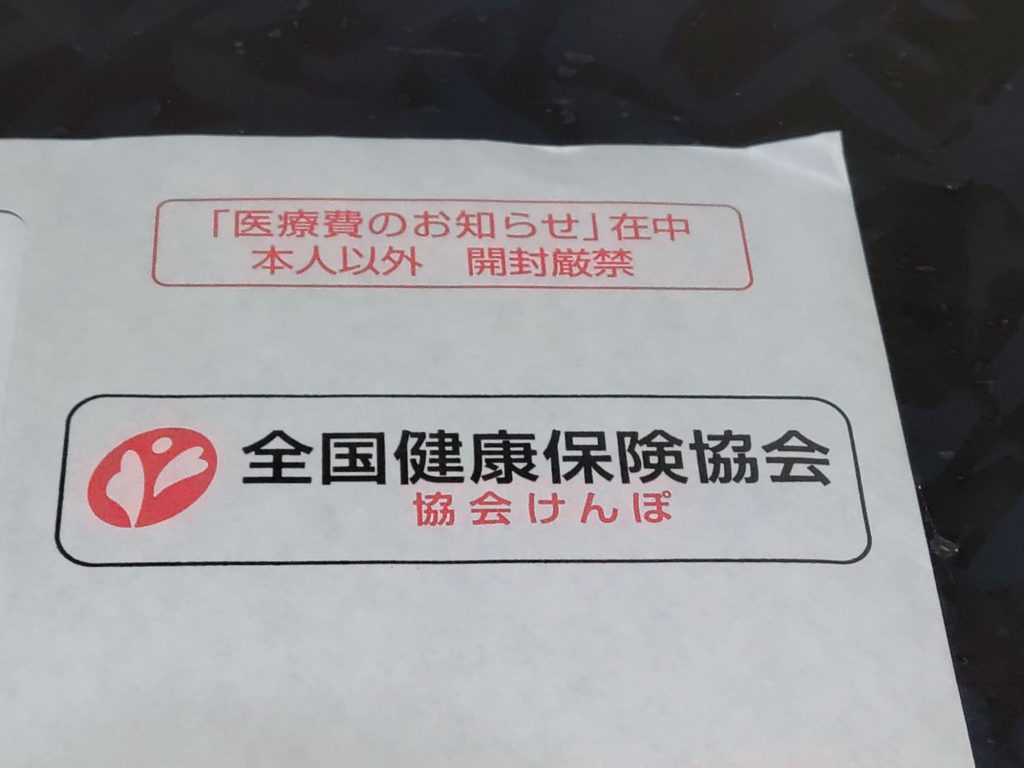 「医療費のお知らせ」在中
本人以外　開封厳禁
全国健康保険協会
協会けんぽ